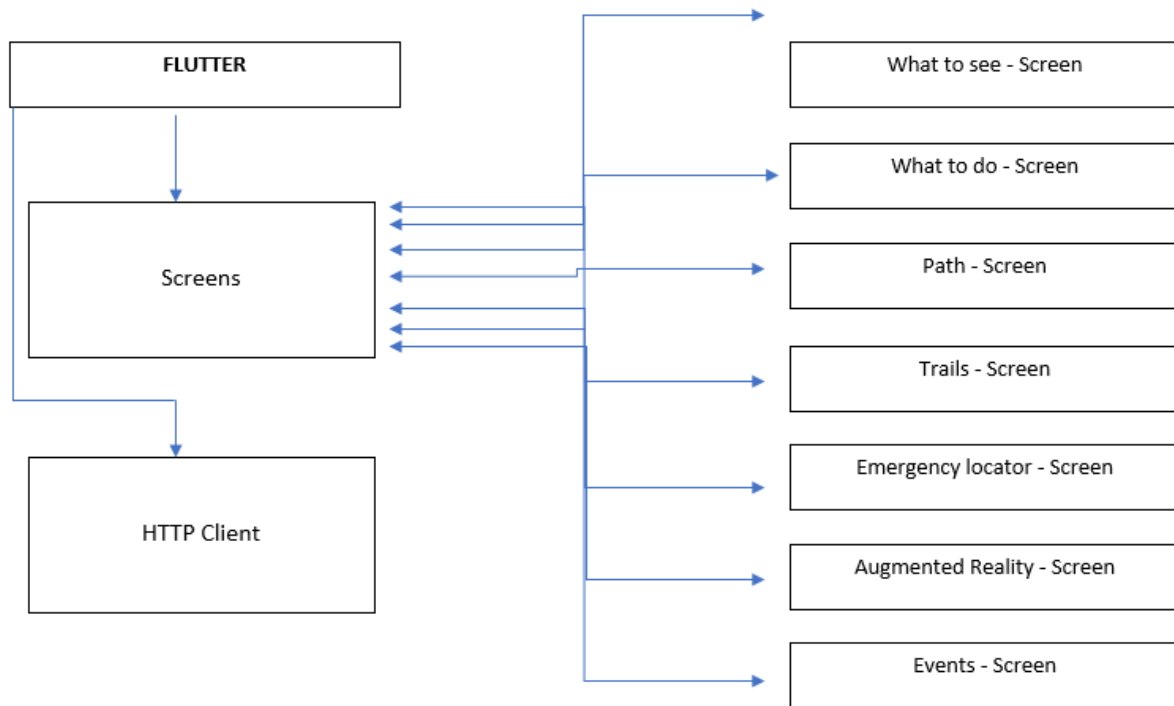 FLUTTER
Screens
HTTP Client
What to see - Screen
What to do - Screen
Path - Screen
Trails - Screen
Emergency locator - Screen
Augmented Reality - Screen
Events - Screen